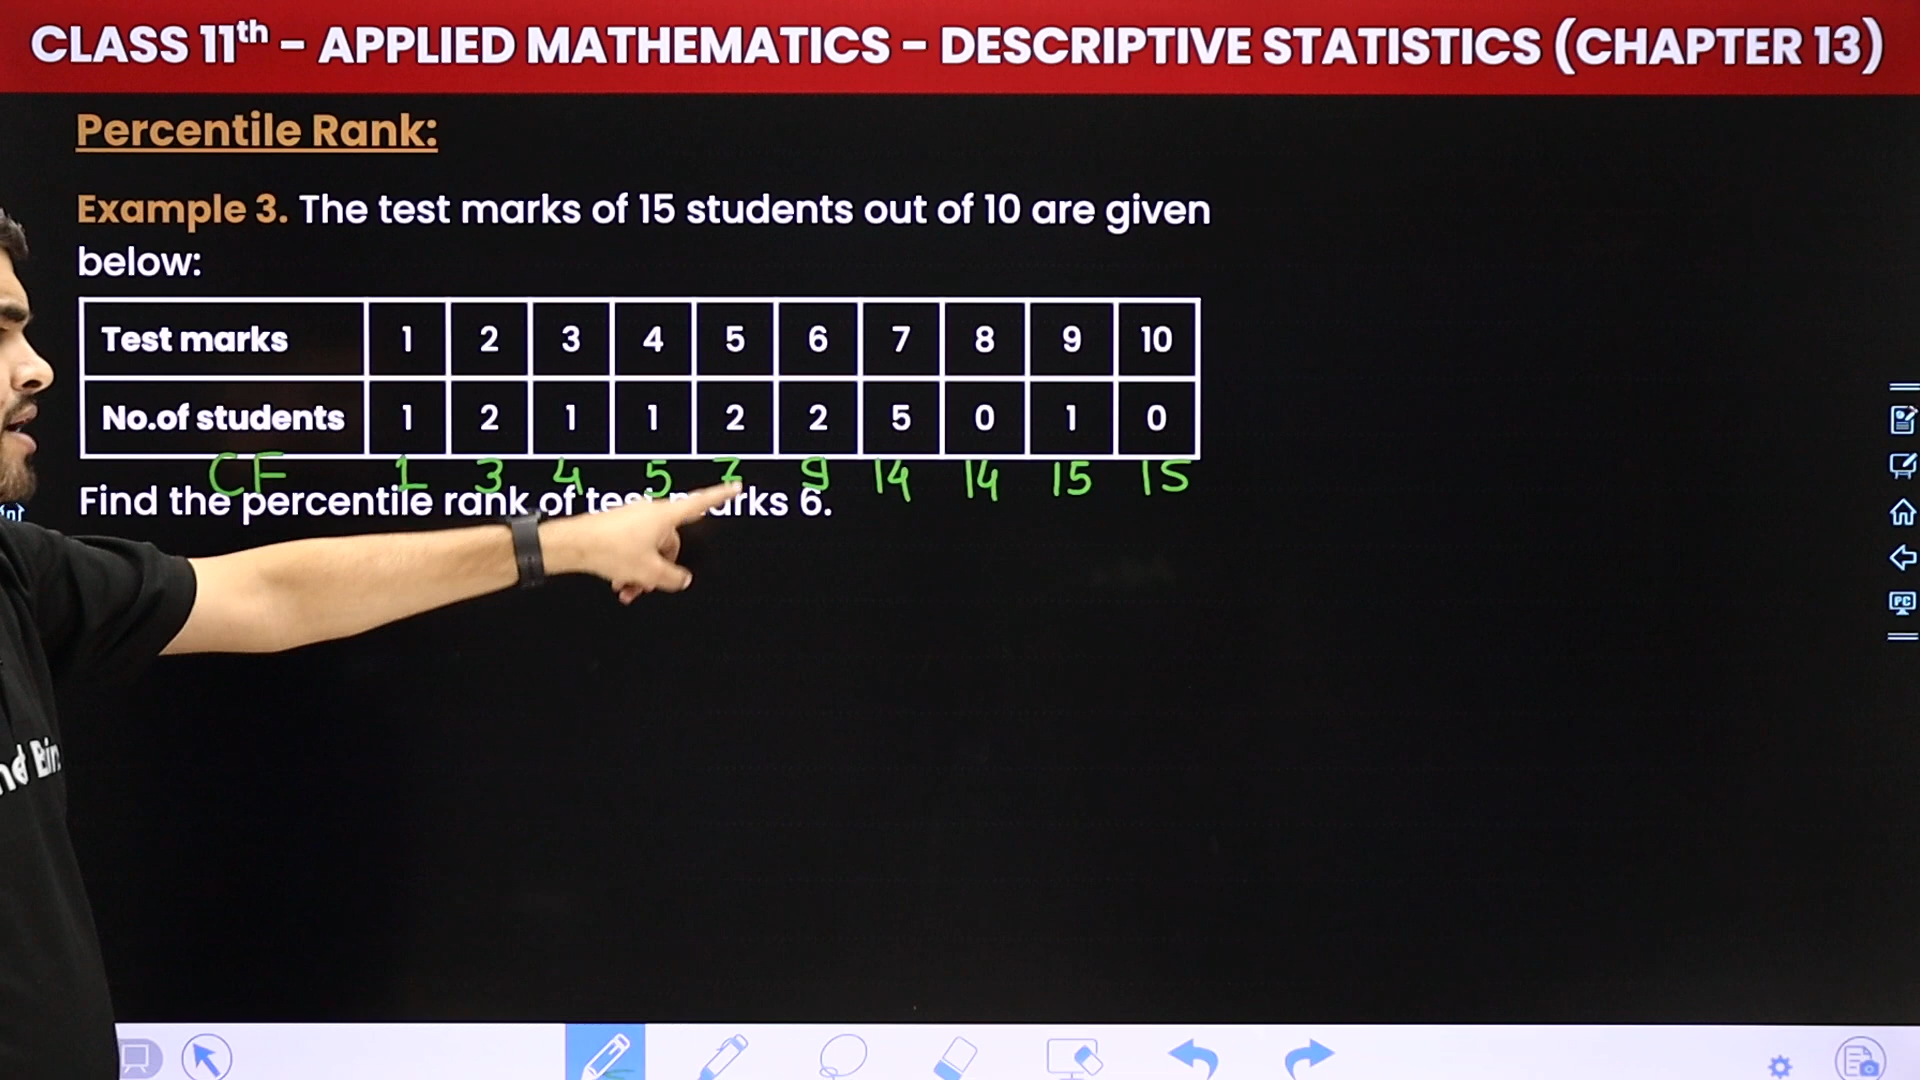 CLASS 11th - APPLIED MATHEMATICS - DESCRIPTIVE STATISTICS (CHAPTER 13)
Percentile Rank:
Example 3. The test marks of 15 students out of 10 are given
below:
Test marks 1 2 3 4 5 6 7 8 9 10
No.of students 1 2 1 1 2 2 5 0 1 0
CF 1 3 4 5 7 9 14 14 15 15
Find the percentile rank of test marks 6.
PC